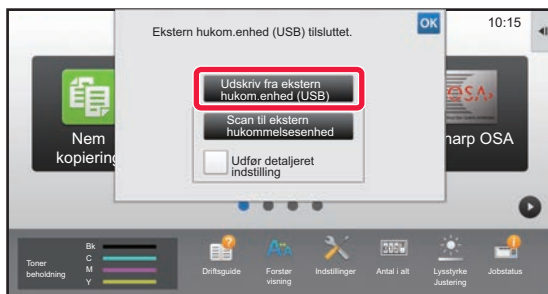 Ekstern hukom.enhed (USB) tilsluttet.
OK
10:15
Udskriv fra ekstern
hukom.enhed (USB)
Scan til ekstern
hukommelsesenhed
Udfør detaljeret
indstilling
Nem
kopiering
harp OSA
Toner
beholdning
Bk
C
M
Y
Driftsguide
Forstør
visning
Indstillinger
Antal i alt
Lysstyrke
Justering
Jobstatus